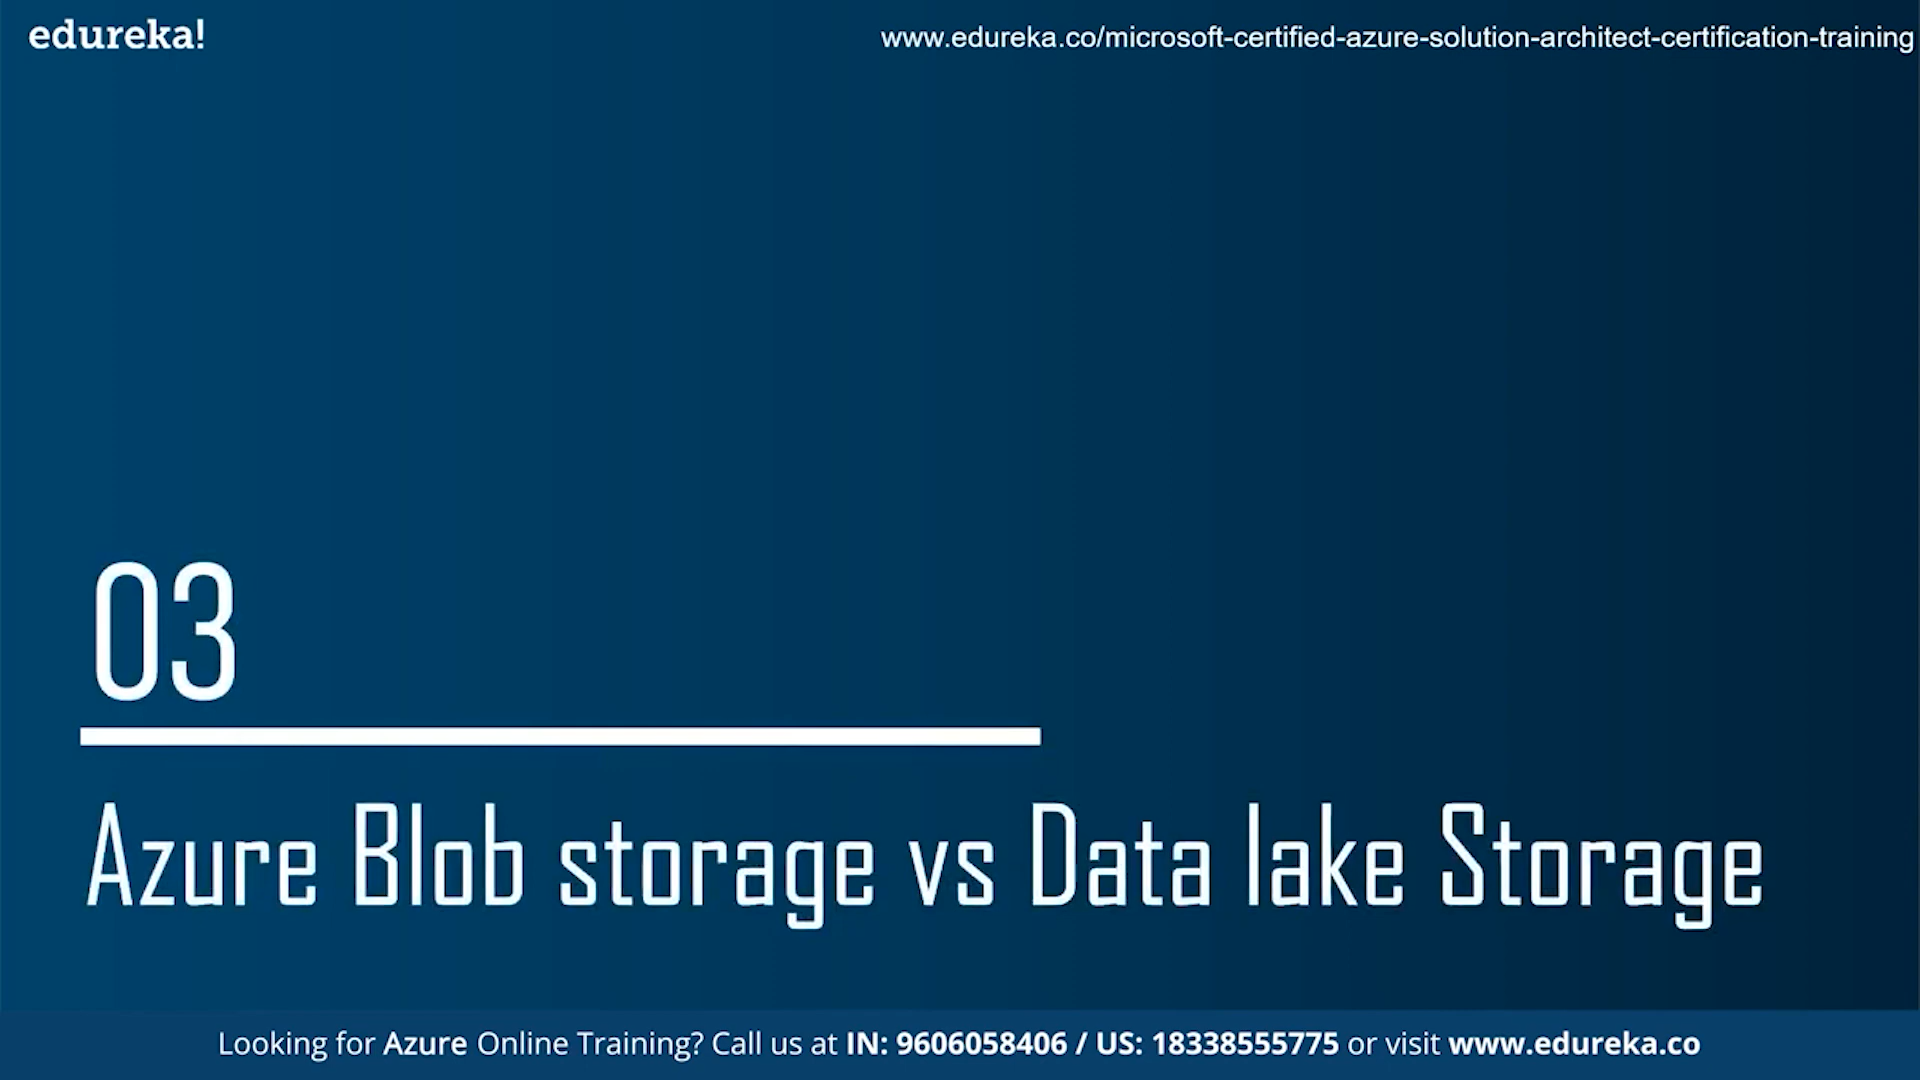 edureka!
www.edureka.co/microsoft-certified-azure-solution-architect-certification-training
03
Azure Blob storage vs Data lake Storage
Looking for Azure Online Training? Call us at IN: 9606058406 / US: 18338555775 or visit www.edureka.co